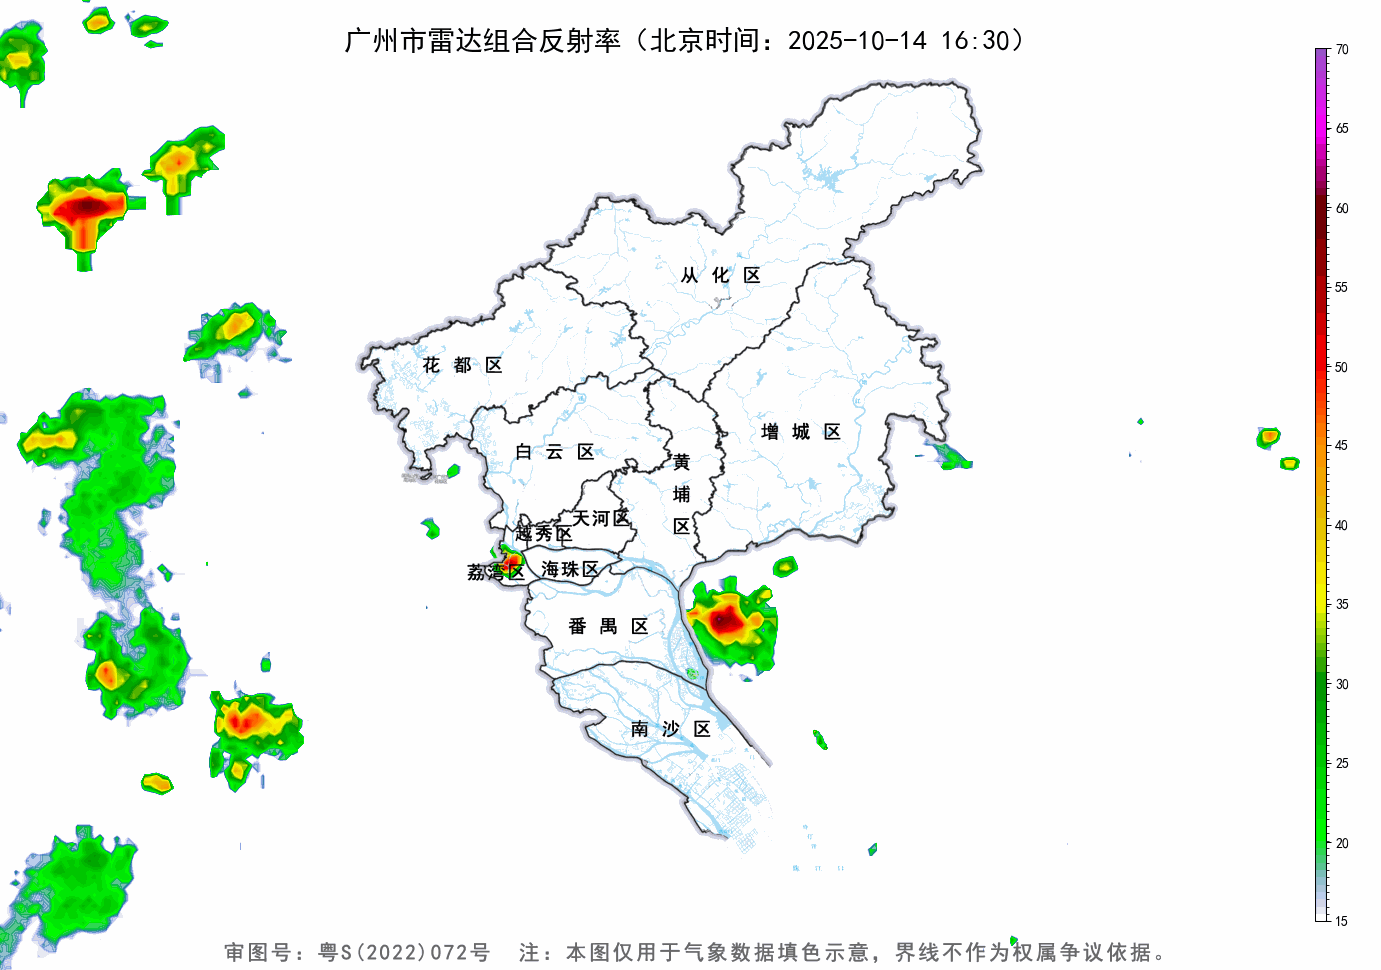 广州市雷达组合反射率（北京时间：2025-10-14 16:30）
70
65
60
55
50
45
40
35
30
25
20
15
从化区
花都区
增城区
白云区
黄埔区
天河区
越秀区
海珠区
荔湾区
番禺区
南沙区
审图号：粤S(2022)072号 注：本图仅用于气象数据填色示意，界线不作为权属争议依据。